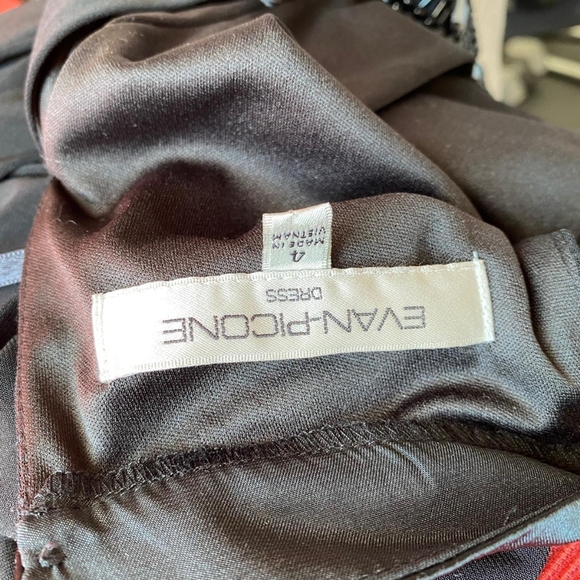 EVAN-PICONE
DRESS
4
MADE IN
VIETNAM